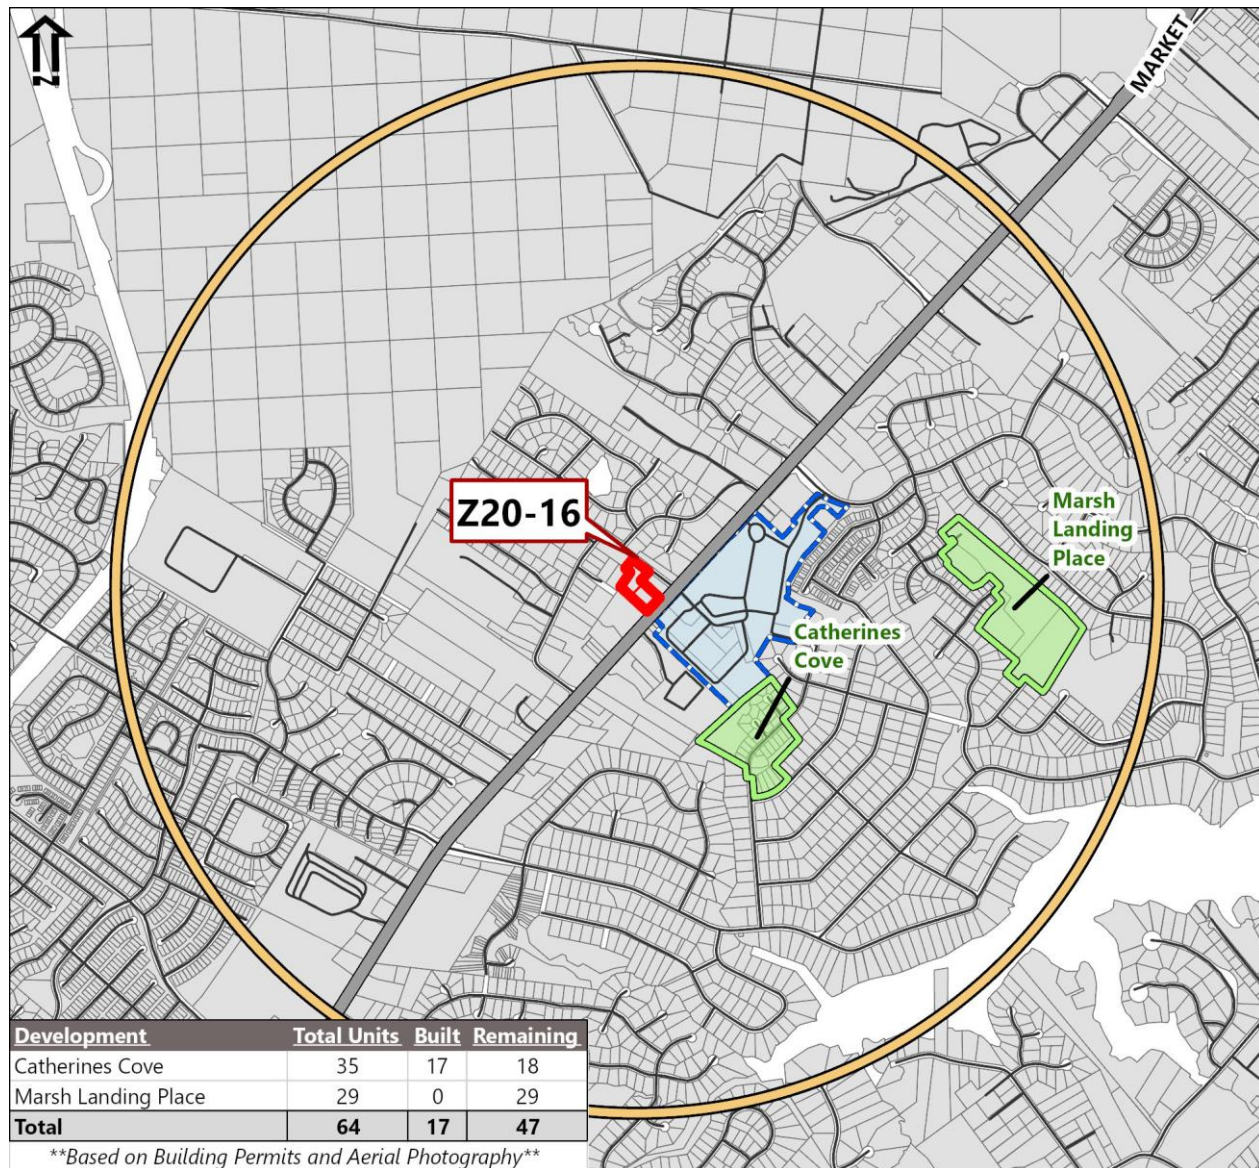 N
MARKET
Z20-16
Marsh
Landing
Place
Catherines
Cove
Development Total Units Built Remaining
Catherines Cove 35 17 18
Marsh Landing Place 29 0 29
Total 64 17 47
**Based on Building Permits and Aerial Photography**